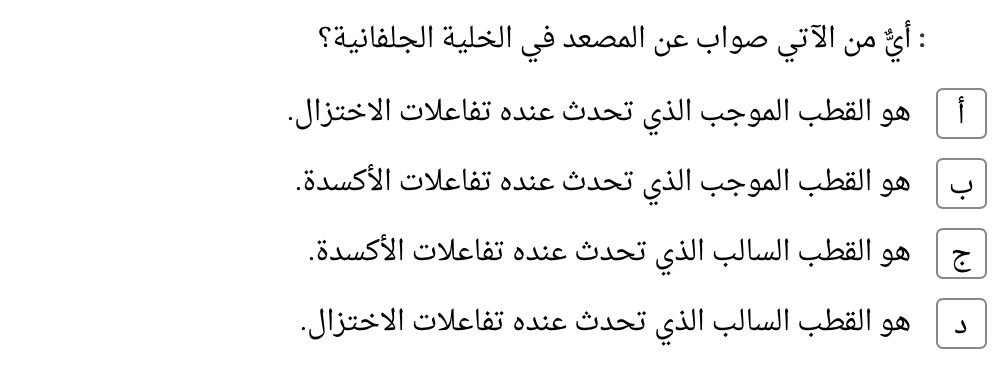 : أيٌّ من الآتي صواب عن المصعد في الخلية الجلفانية؟
أ هو القطب الموجب الذي تحدث عنده تفاعلات الاختزال.
ب هو القطب الموجب الذي تحدث عنده تفاعلات الأكسدة.
ج هو القطب السالب الذي تحدث عنده تفاعلات الأكسدة.
د هو القطب السالب الذي تحدث عنده تفاعلات الاختزال.